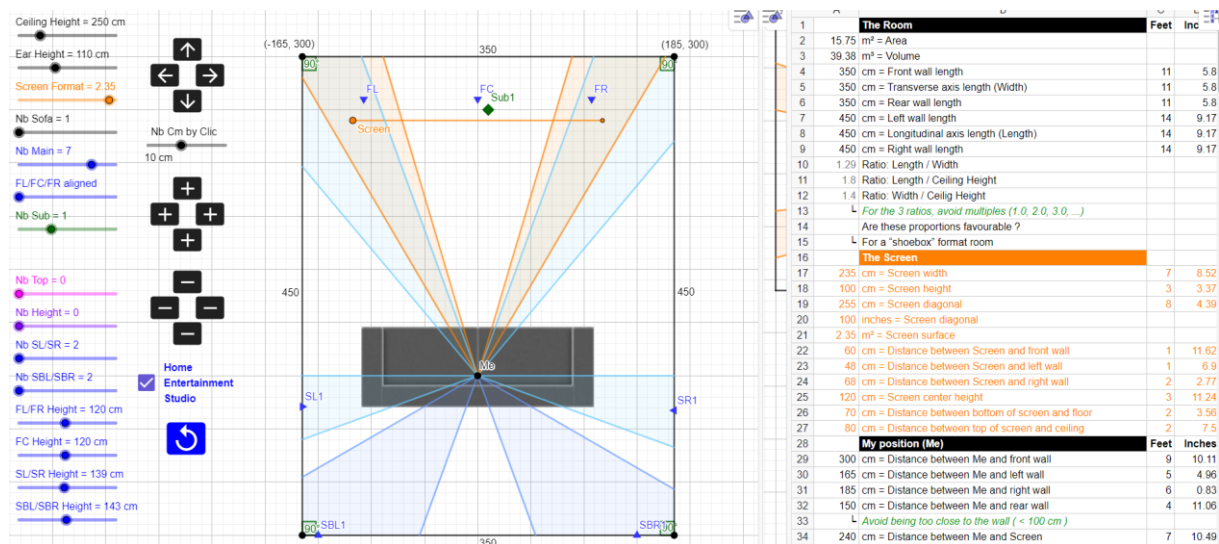 Ceiling Height = 250 cm
Ear Height = 110 cm
Screen Format = 2.35
Nb Sofa = 1
Nb Main = 7
FL/FC/FR aligned
Nb Sub = 1
Nb Top = 0
Nb Height = 0
Nb SL/SR = 2
Nb SBL/SBR = 2
FL/FR Height = 120 cm
FC Height = 120 cm
SL/SR Height = 139 cm
SBL/SBR Height = 143 cm
Nb Cm by Clic
10 cm
Home
Entertainment
Studio
(-165, 300)
350
(185, 300)
90°
90°
FL
FC
FR
Sub1
Screen
450
450
Me
SL1
SR1
90°
SBL1
SBR1
90°
350
1 The Room Feet
2 15.75 m² = Area
3 39.38 m³ = Volume
4 350 cm = Front wall length 11 5.8
5 350 cm = Transverse axis length (Width) 11 5.8
6 350 cm = Rear wall length 11 5.8
7 450 cm = Left wall length 14 9.17
8 450 cm = Longitudinal axis length (Length) 14 9.17
9 450 cm = Right wall length 14 9.17
10 1.29 Ratio: Length / Width
11 1.8 Ratio: Length / Ceiling Height
12 1.4 Ratio: Width / Ceilig Height
13 └ For the 3 ratios, avoid multiples (1.0, 2.0, 3.0, ...)
14 Are these proportions favourable ?
15 └ For a "shoebox" format room
16 The Screen
17 235 cm = Screen width 7 8.52
18 100 cm = Screen height 3 3.37
19 255 cm = Screen diagonal 8 4.39
20 100 inches = Screen diagonal
21 2.35 m² = Screen surface
22 60 cm = Distance between Screen and front wall 1 11.62
23 48 cm = Distance between Screen and left wall 1 6.9
24 68 cm = Distance between Screen and right wall 2 2.77
25 120 cm = Screen center height 3 11.24
26 70 cm = Distance between bottom of screen and floor 2 3.56
27 80 cm = Distance between top of screen and ceiling 2 7.5
28 My position (Me) Feet Inches
29 300 cm = Distance between Me and front wall 9 10.11
30 165 cm = Distance between Me and left wall 5 4.96
31 185 cm = Distance between Me and right wall 6 0.83
32 150 cm = Distance between Me and rear wall 4 11.06
33 └ Avoid being too close to the wall ( < 100 cm )
34 240 cm = Distance between Me and Screen 7 10.49